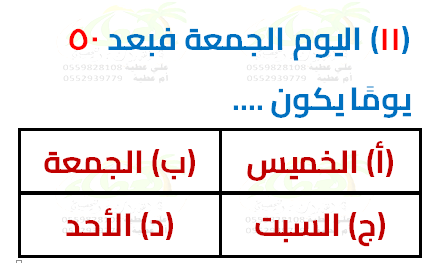 (١١) اليوم الجمعة فبعد ٥٠
علي عطية 0559828108 علي عطية 0559828108
أم عطية 0552939779 أم عطية 0552939779
يومًا يكون ....
(أ) الخميس (ب) الجمعة
(ج) السبت (د) الأحد